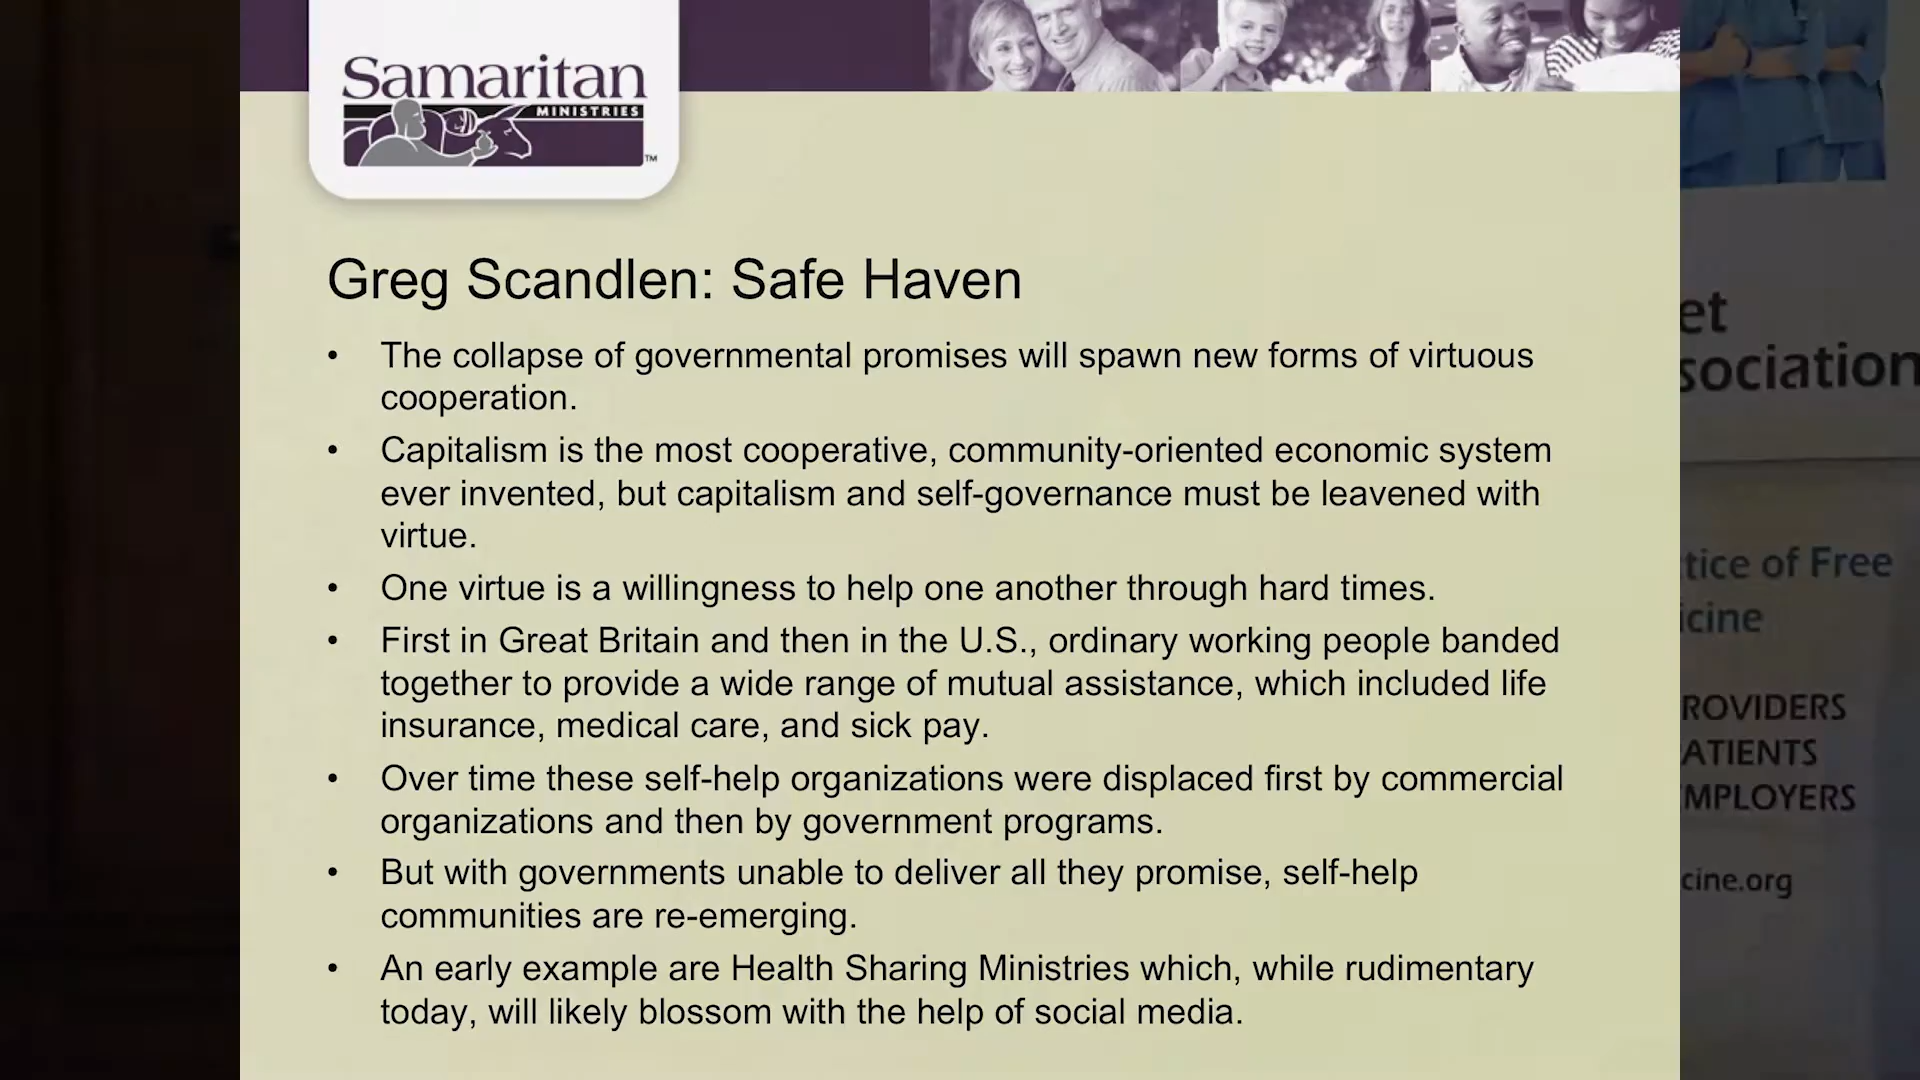 Samaritan
MINISTRIES
TM
Greg Scandlen: Safe Haven
• The collapse of governmental promises will spawn new forms of virtuous
cooperation.
• Capitalism is the most cooperative, community-oriented economic system
ever invented, but capitalism and self-governance must be leavened with
virtue.
• One virtue is a willingness to help one another through hard times.
• First in Great Britain and then in the U.S., ordinary working people banded
together to provide a wide range of mutual assistance, which included life
insurance, medical care, and sick pay.
• Over time these self-help organizations were displaced first by commercial
organizations and then by government programs.
• But with governments unable to deliver all they promise, self-help
communities are re-emerging.
• An early example are Health Sharing Ministries which, while rudimentary
today, will likely blossom with the help of social media.
et
sociation
tice of Free
icine
ROVIDERS
ATIENTS
MPLOYERS
cine.org